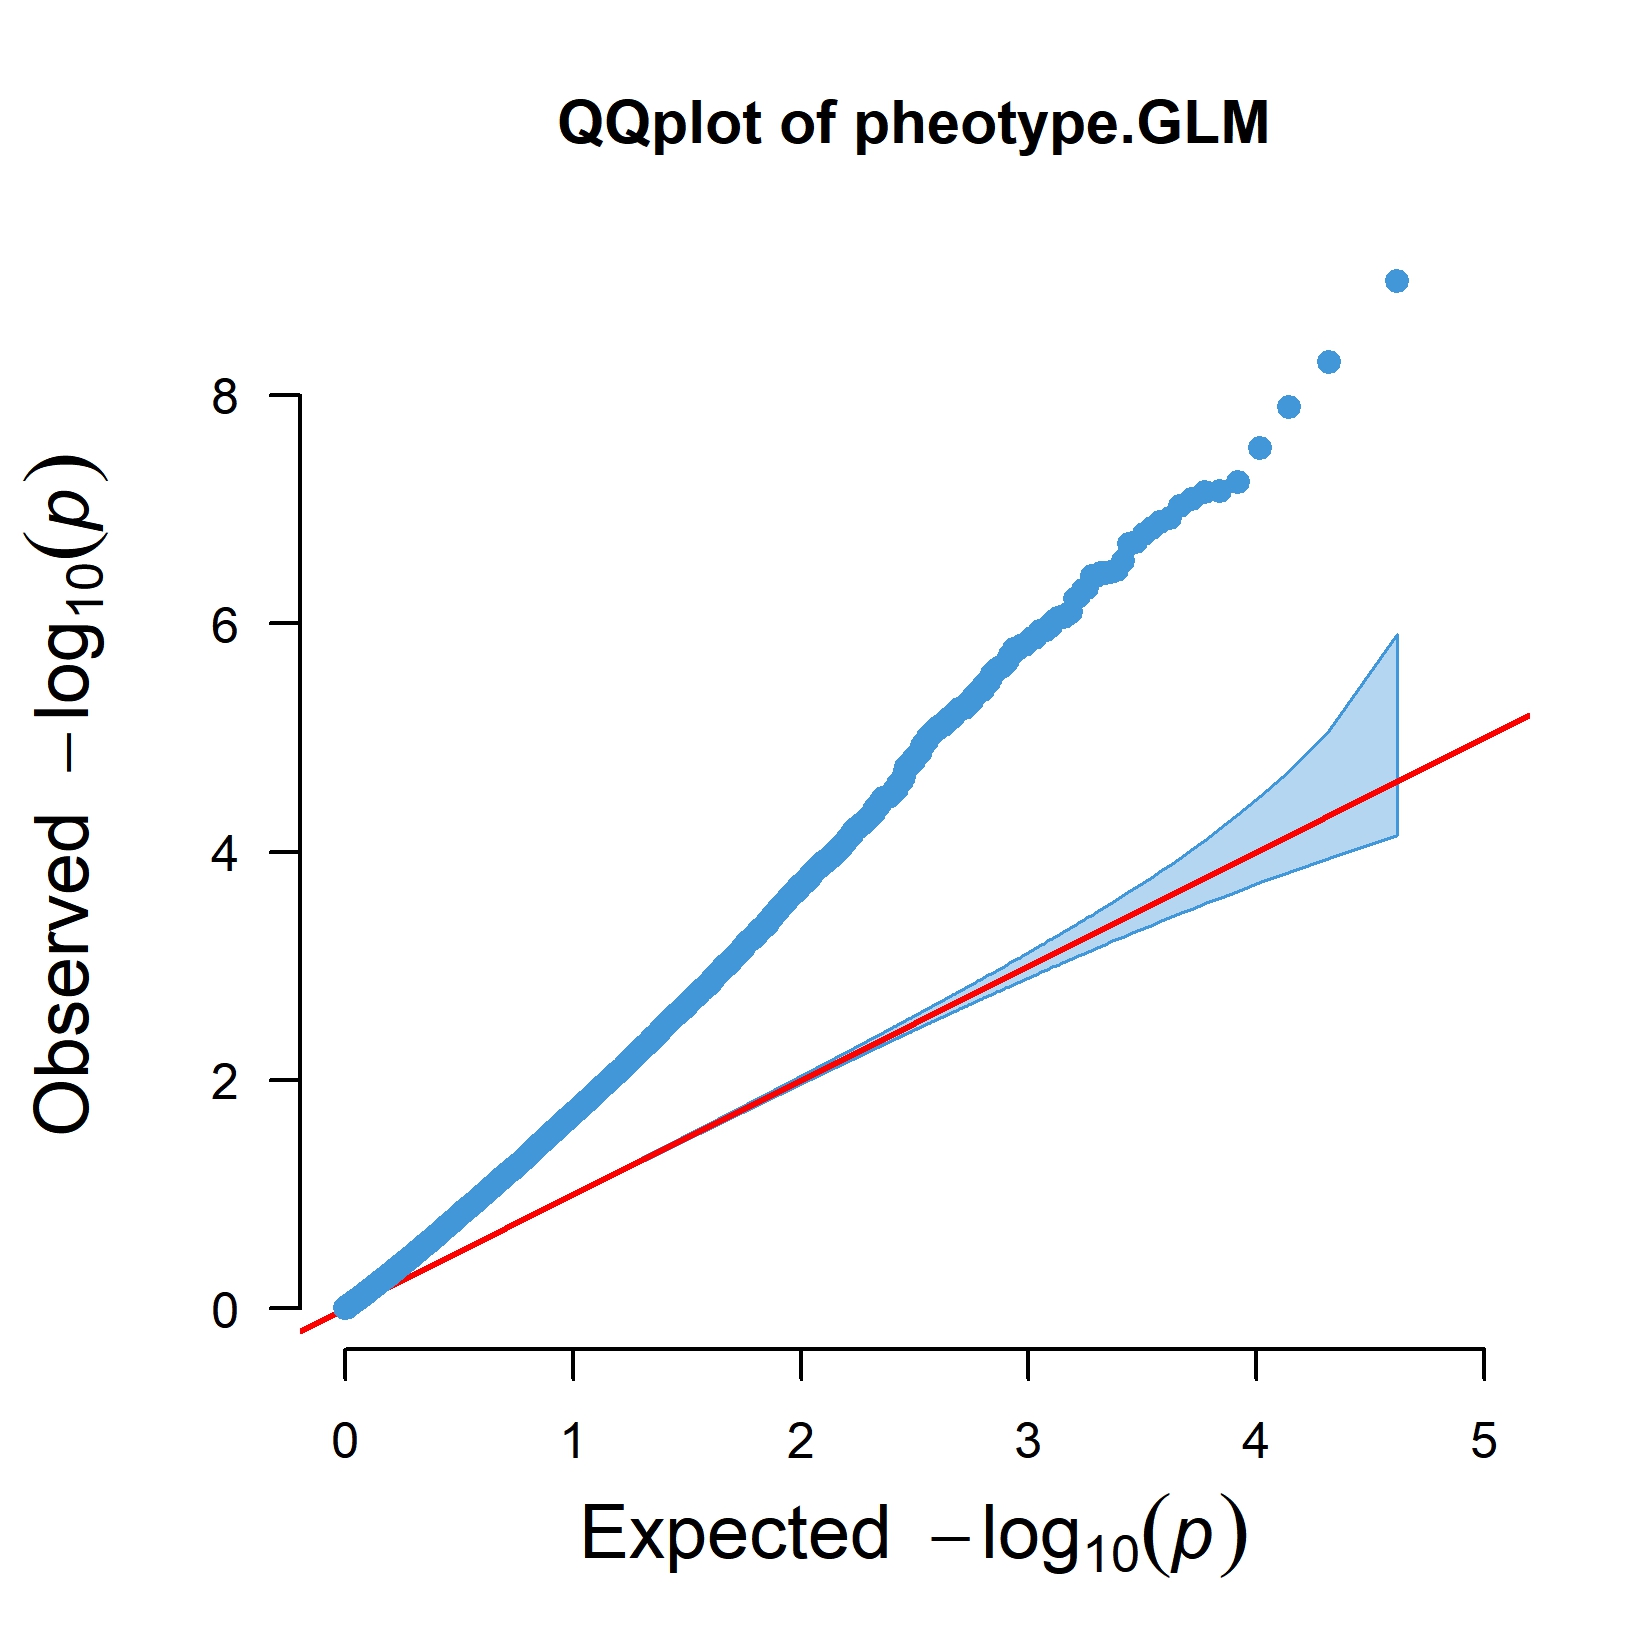 QQplot of pheotype.GLM
Observed −log₁₀(p)
8
6
4
2
0
0 1 2 3 4 5
Expected −log₁₀(p)